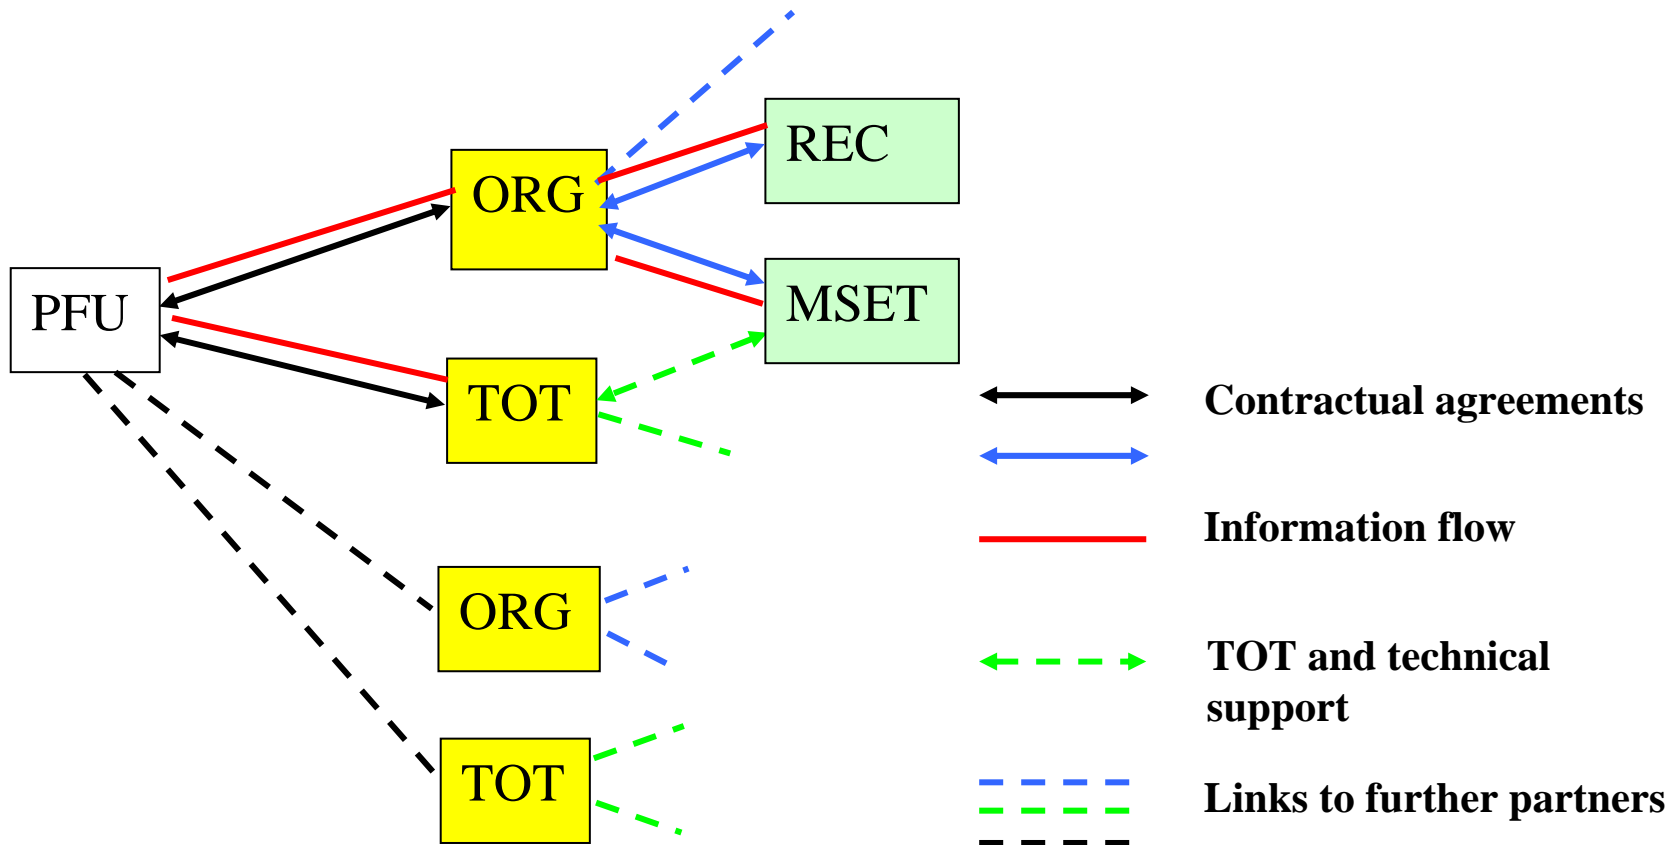 REC
ORG
MSET
PFU
TOT
Contractual agreements
Information flow
ORG
TOT and technical
support
TOT
Links to further partners